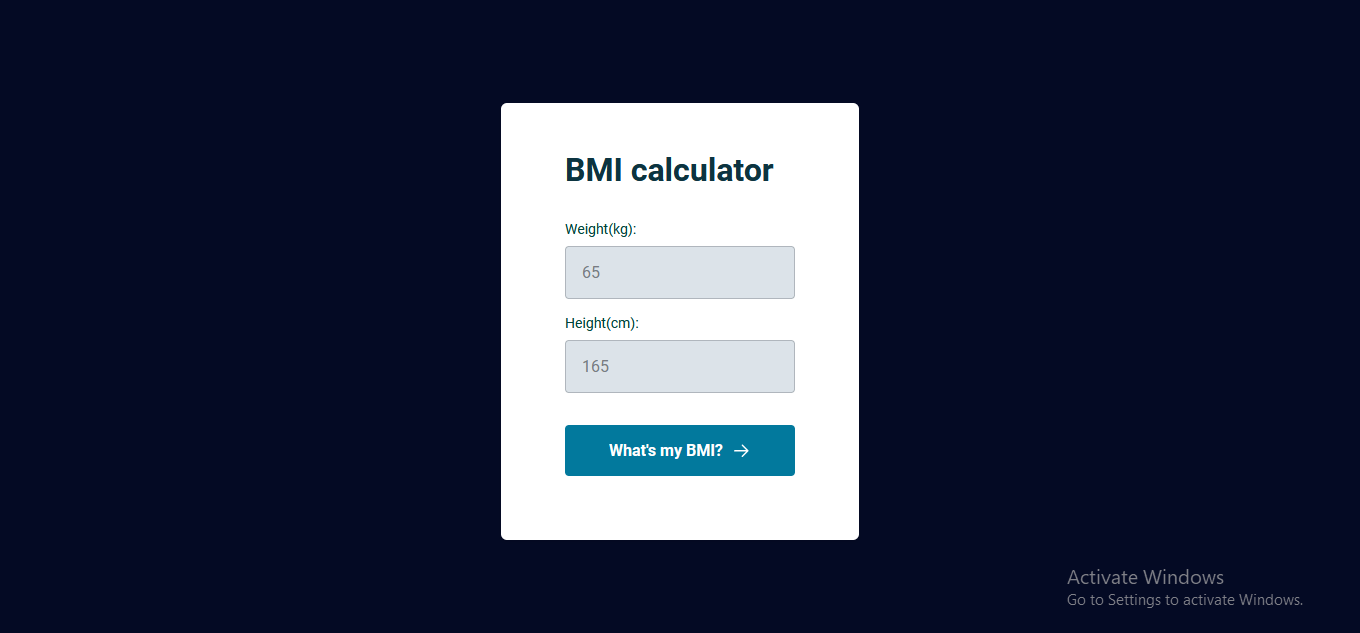 BMI calculator
Weight(kg):
65
Height(cm):
165
What's my BMI?
Activate Windows
Go to Settings to activate Windows.